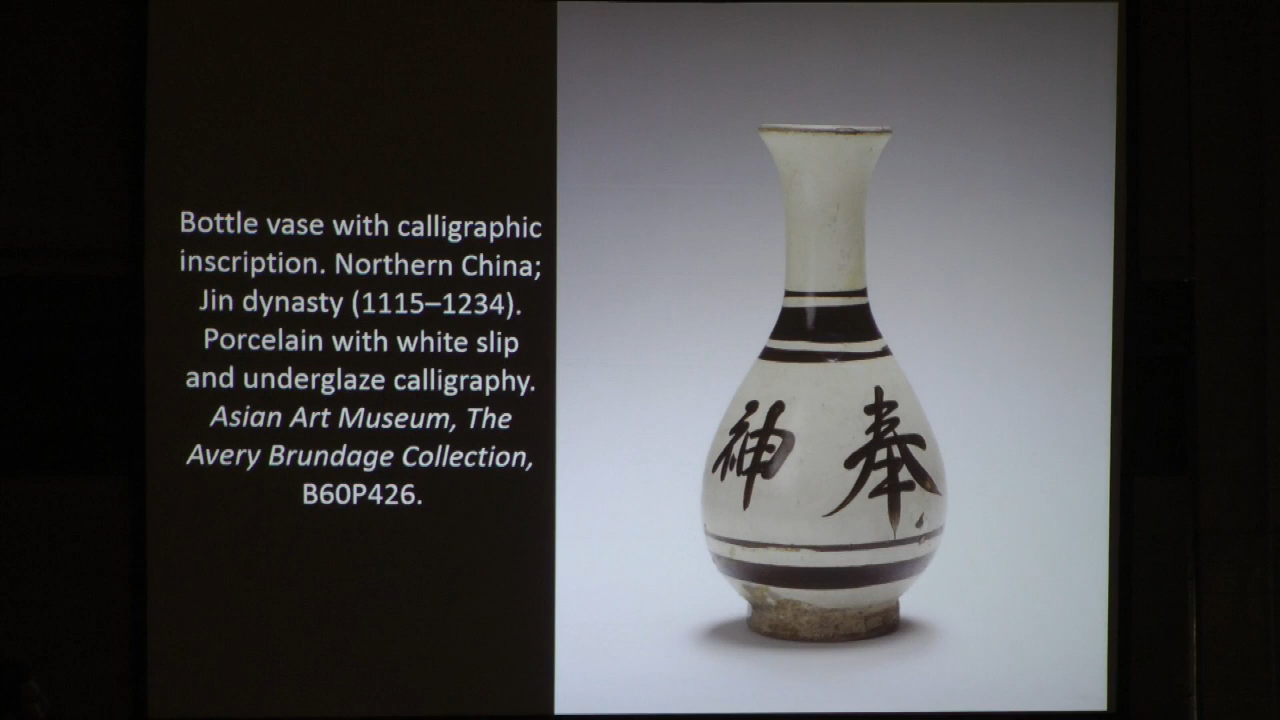 Bottle vase with calligraphic
inscription. Northern China;
Jin dynasty (1115–1234).
Porcelain with white slip
and underglaze calligraphy.
Asian Art Museum, The
Avery Brundage Collection,
B60P426.
奉神